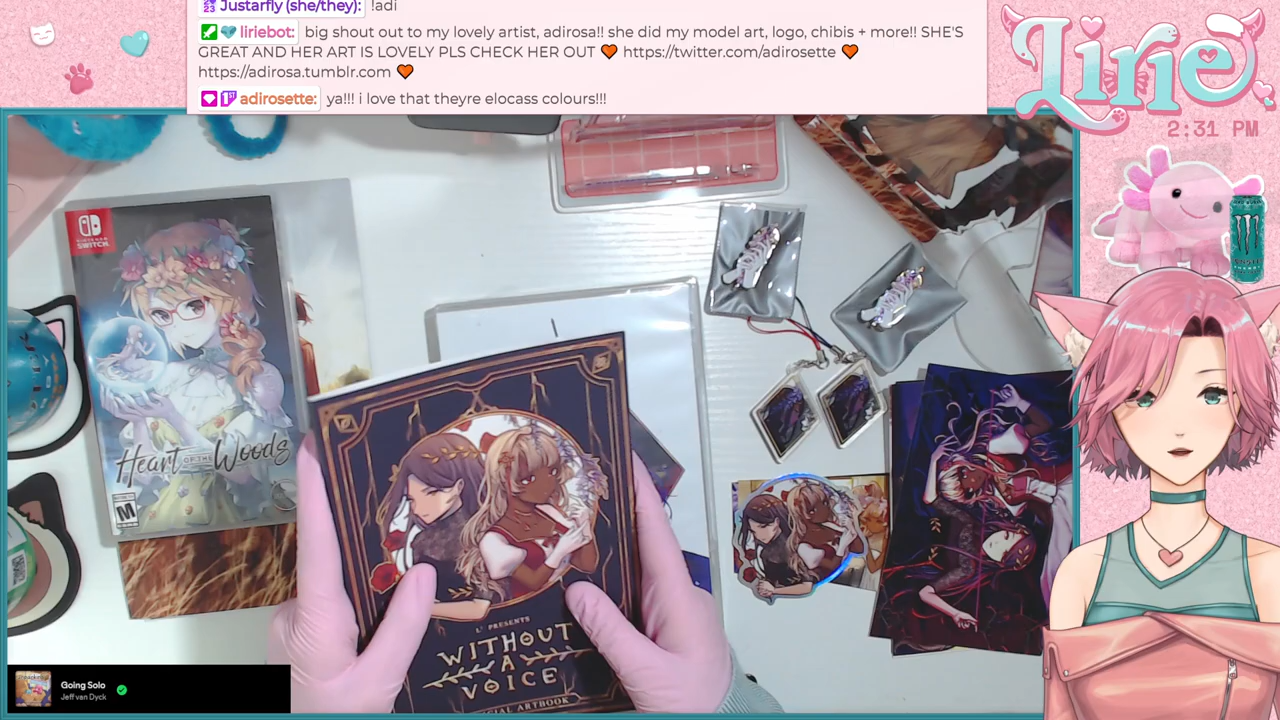 Justarfly (she/they): !adi
liriebot: big shout out to my lovely artist, adirosa!! she did my model art, logo, chibis + more!! SHE'S
GREAT AND HER ART IS LOVELY PLS CHECK HER OUT 🧡 https://twitter.com/adirosette 🧡
https://adirosa.tumblr.com 🧡
adirosette: ya!!! i love that theyre elocass colours!!!
Lirie
2:31 PM
NINTENDO
SWITCH
Heart OF THE Woods
M
PRESENTS
WITHOUT
A
VOICE
ARTBOOK
Going Solo
Jeff van Dyck